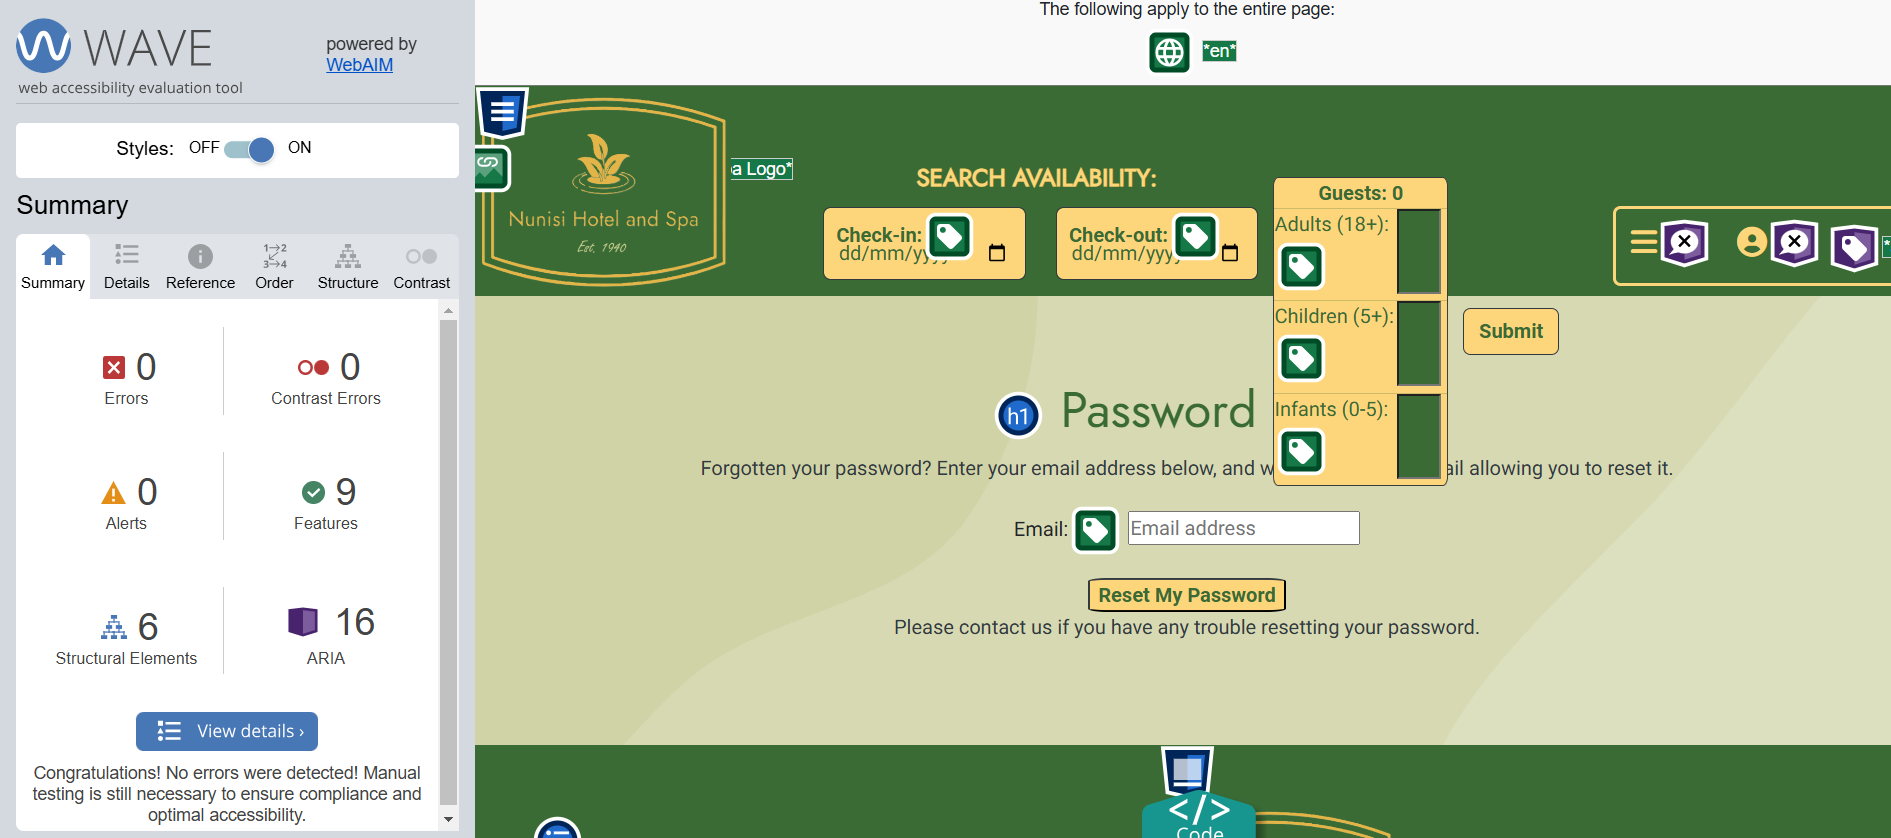 WAVE
powered by
WebAIM
web accessibility evaluation tool
Styles: OFF ON
Summary
Summary Details Reference Order Structure Contrast
0
Errors
0
Contrast Errors
0
Alerts
9
Features
6
Structural Elements
16
ARIA
View details ›
Congratulations! No errors were detected! Manual
testing is still necessary to ensure compliance and
optimal accessibility.
The following apply to the entire page:
*en*
Nunisi Hotel and Spa
Est. 1940
a Logo*
SEARCH AVAILABILITY:
Check-in:
dd/mm/yyyy
Check-out:
dd/mm/yyyy
Guests: 0
Adults (18+):
Children (5+):
Infants (0-5):
Submit
*
h1 Password
Forgotten your password? Enter your email address below, and w ail allowing you to reset it.
Email: Email address
Reset My Password
Please contact us if you have any trouble resetting your password.
</>
Code